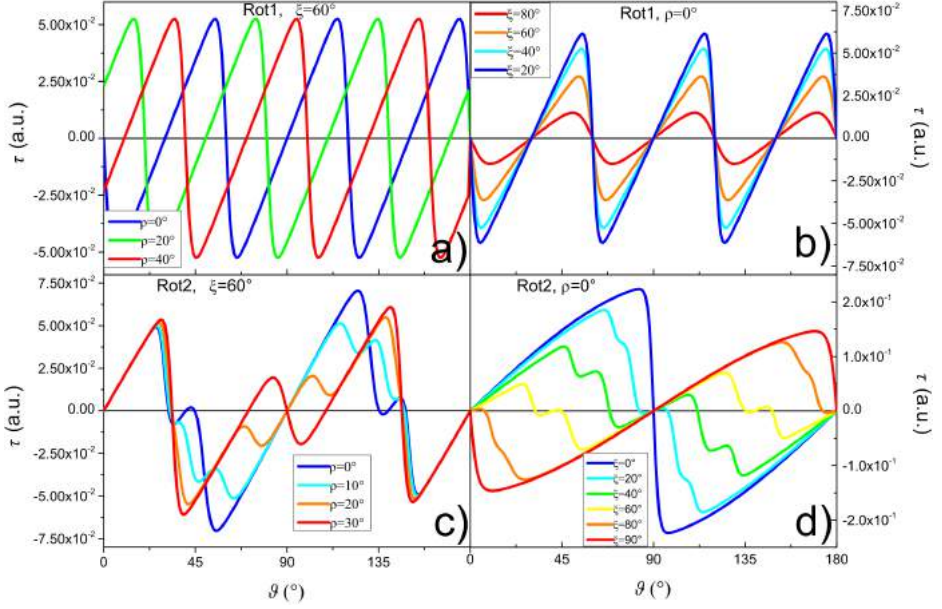 Rot1, ξ=60°
5.00x10⁻²
2.50x10⁻²
0.00
-2.50x10⁻²
-5.00x10⁻²
τ (a.u.)
ρ=0°
ρ=20°
ρ=40°
a)
Rot1, ρ=0°
ξ=80°
ξ=60°
ξ=40°
ξ=20°
7.50x10⁻²
5.00x10⁻²
2.50x10⁻²
0.00
-2.50x10⁻²
-5.00x10⁻²
-7.50x10⁻²
τ (a.u.)
b)
Rot2, ξ=60°
7.50x10⁻²
5.00x10⁻²
2.50x10⁻²
0.00
-2.50x10⁻²
-5.00x10⁻²
-7.50x10⁻²
τ (a.u.)
ρ=0°
ρ=10°
ρ=20°
ρ=30°
c)
0 45 90 135
ϑ (°)
Rot2, ρ=0°
2.0x10⁻¹
1.0x10⁻¹
0.0
-1.0x10⁻¹
-2.0x10⁻¹
τ (a.u.)
ξ=0°
ξ=20°
ξ=40°
ξ=60°
ξ=80°
ξ=90°
d)
0 45 90 135 180
ϑ (°)